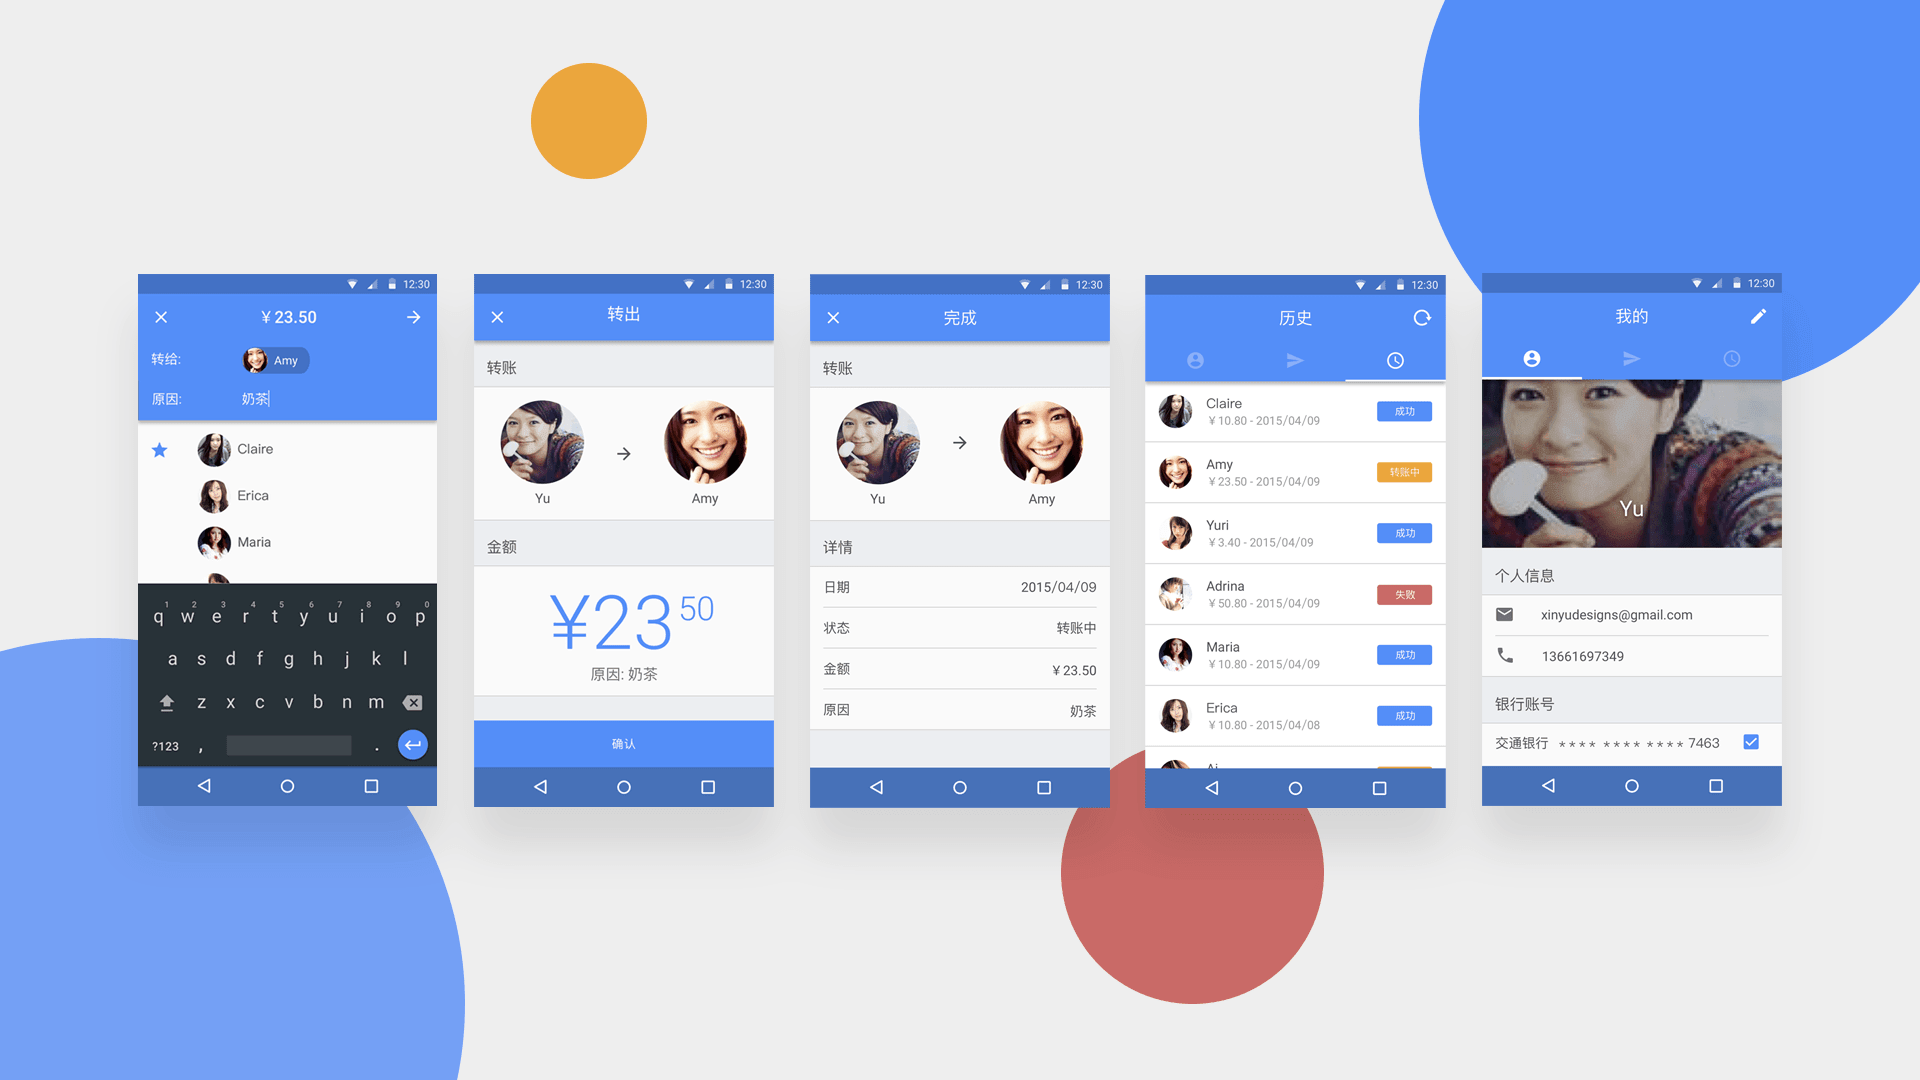 12:30
¥ 23.50
转给:
Amy
原因:
奶茶
Claire
Erica
Maria
1 2 3 4 5 6 7 8 9 0
q w e r t y u i o p
a s d f g h j k l
z x c v b n m
?123 , .
12:30
转出
转账
Yu
Amy
金额
¥23 50
原因: 奶茶
确认
12:30
完成
转账
Yu
Amy
详情
日期 2015/04/09
状态 转账中
金额 ¥ 23.50
原因 奶茶
12:30
历史
Claire
¥ 10.80 - 2015/04/09
成功
Amy
¥ 23.50 - 2015/04/09
转账中
Yuri
¥ 3.40 - 2015/04/09
成功
Adrina
¥ 50.80 - 2015/04/09
失败
Maria
¥ 10.80 - 2015/04/09
成功
Erica
¥ 10.80 - 2015/04/08
成功
12:30
我的
Yu
个人信息
xinyudesigns@gmail.com
13661697349
银行账号
交通银行 **** **** **** 7463